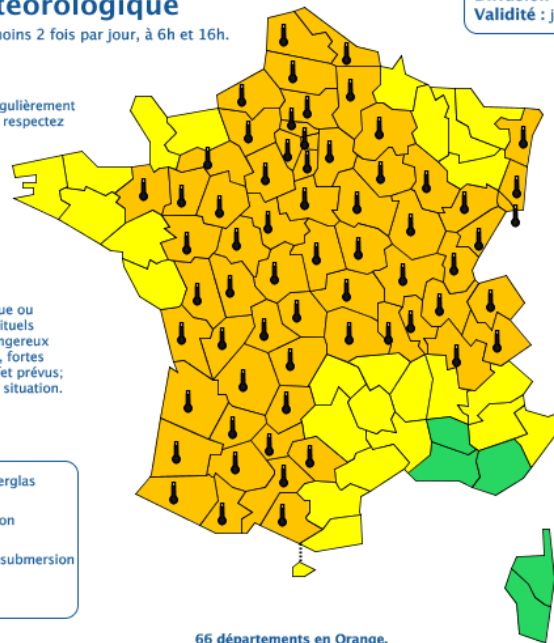 téorologique
Validité : j
oins 2 fois par jour, à 6h et 16h.
gulièrement
respectez
ue ou
ituels
ngereux
, fortes
et prévus;
situation.
erglas
on
submersion
66 départements en Orange.